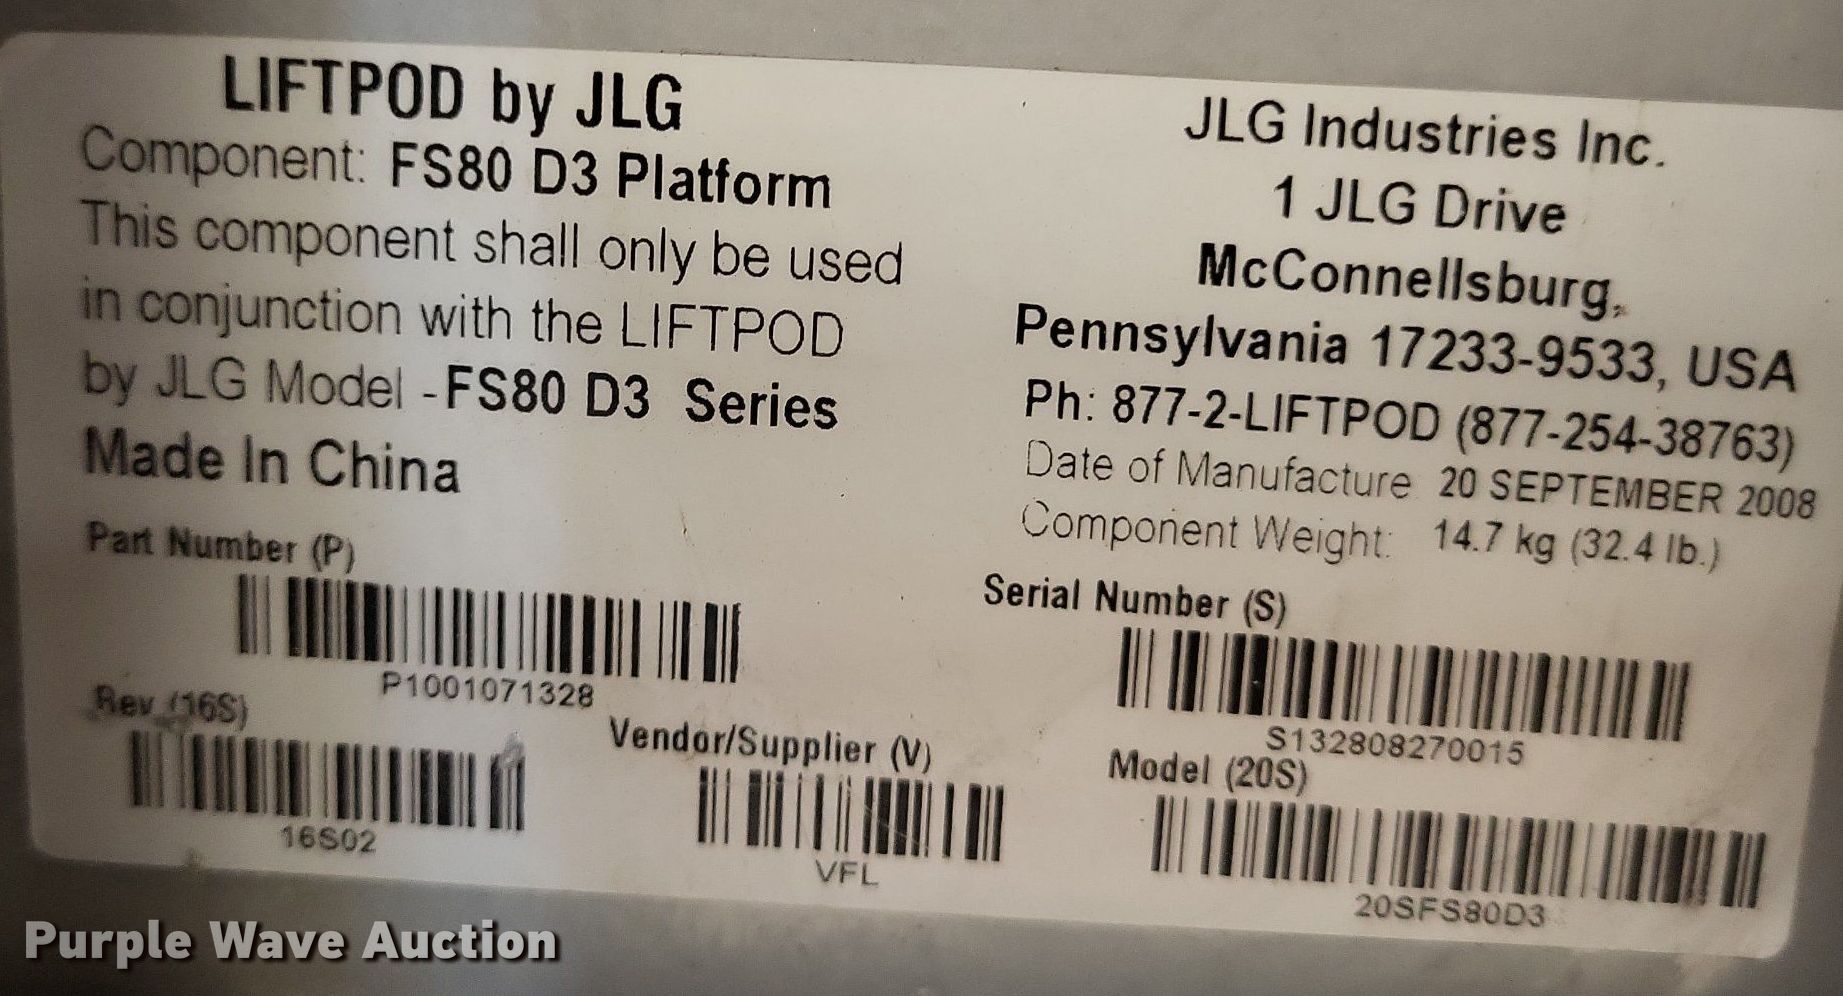 LIFTPOD by JLG
Component: FS80 D3 Platform
This component shall only be used
in conjunction with the LIFTPOD
by JLG Model - FS80 D3 Series
Made In China
JLG Industries Inc.
1 JLG Drive
McConnellsburg,
Pennsylvania 17233-9533, USA
Ph: 877-2-LIFTPOD (877-254-38763)
Date of Manufacture 20 SEPTEMBER 2008
Component Weight: 14.7 kg (32.4 lb.)
Part Number (P)
P1001071328
Serial Number (S)
S132808270015
Rev (16S)
16S02
Vendor/Supplier (V)
VFL
Model (20S)
20SFS80D3
Purple Wave Auction